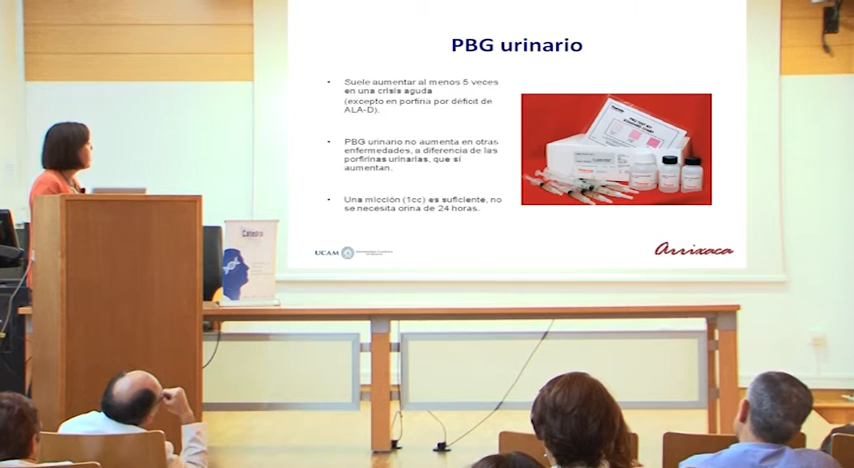 PBG urinario
• Suele aumentar al menos 5 veces
en una crisis aguda
(excepto en porfiria por déficit de
ALA-D).
• PBG urinario no aumenta en otras
enfermedades, a diferencia de las
porfirinas urinarias, que sí
aumentan.
• Una micción (1cc) es suficiente, no
se necesita orina de 24 horas.
UCAM
Arrixaca
Cátedra